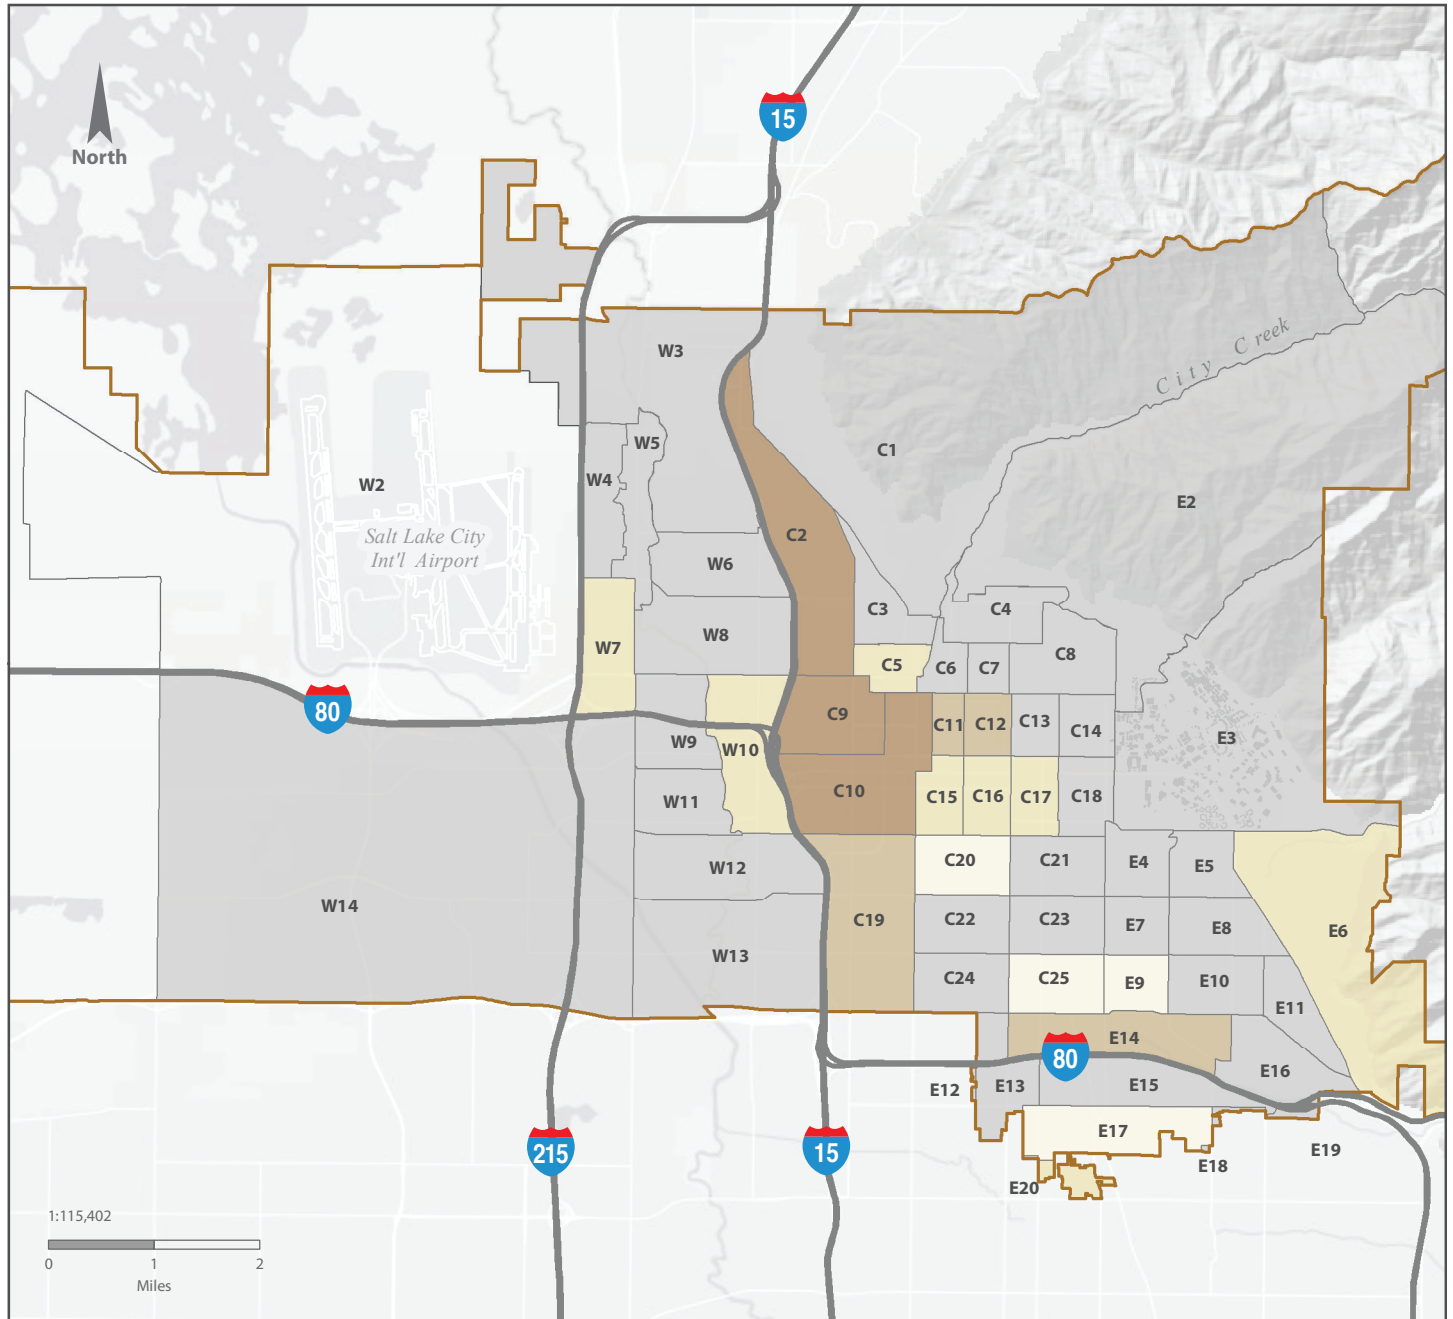 15
North
W3
City Creek
W5
C1
W4
W2
E2
Salt Lake City
Int'l Airport
C2
W6
C3
C4
W8
W7
C8
C5
C6
C7
80
C9
C11
C12
C13
C14
E3
W9
W10
C10
C15
C16
C17
C18
W11
C20
C21
E4
E5
W12
W14
C19
C22
C23
E7
E8
E6
W13
C24
C25
E9
E10
E11
E14
80
E16
E12
E13
E15
E17
215
15
E18
E19
E20
1:115,402
0 1 2
Miles